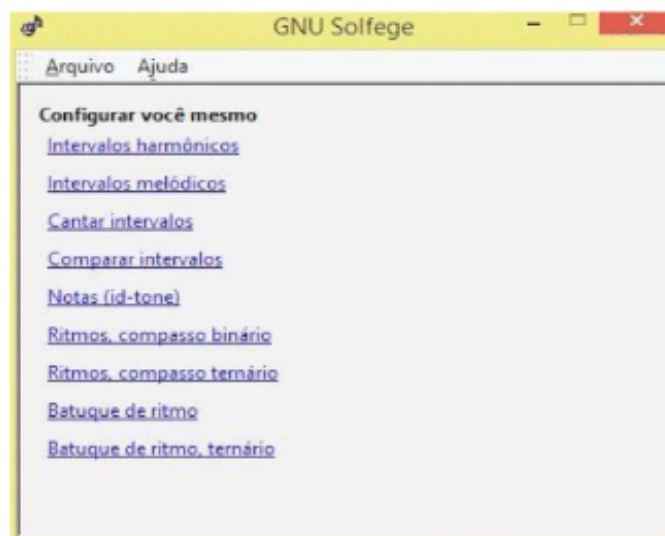 GNU Solfege
Arquivo Ajuda
Configurar você mesmo
Intervalos harmônicos
Intervalos melódicos
Cantar intervalos
Comparar intervalos
Notas (id-tone)
Ritmos, compasso binário
Ritmos, compasso ternário
Batuque de ritmo
Batuque de ritmo, ternário